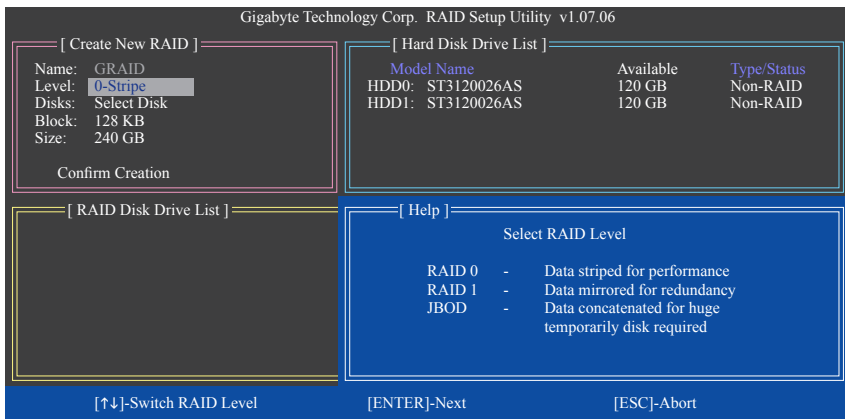 Gigabyte Technology Corp. RAID Setup Utility v1.07.06
[ Create New RAID ]
Name: GRAID
Level: 0-Stripe
Disks: Select Disk
Block: 128 KB
Size: 240 GB
Confirm Creation
[ Hard Disk Drive List ]
Model Name Available Type/Status
HDD0: ST3120026AS 120 GB Non-RAID
HDD1: ST3120026AS 120 GB Non-RAID
[ RAID Disk Drive List ]
[ Help ]
Select RAID Level
RAID 0 - Data striped for performance
RAID 1 - Data mirrored for redundancy
JBOD - Data concatenated for huge
temporarily disk required
[↑↓]-Switch RAID Level [ENTER]-Next [ESC]-Abort